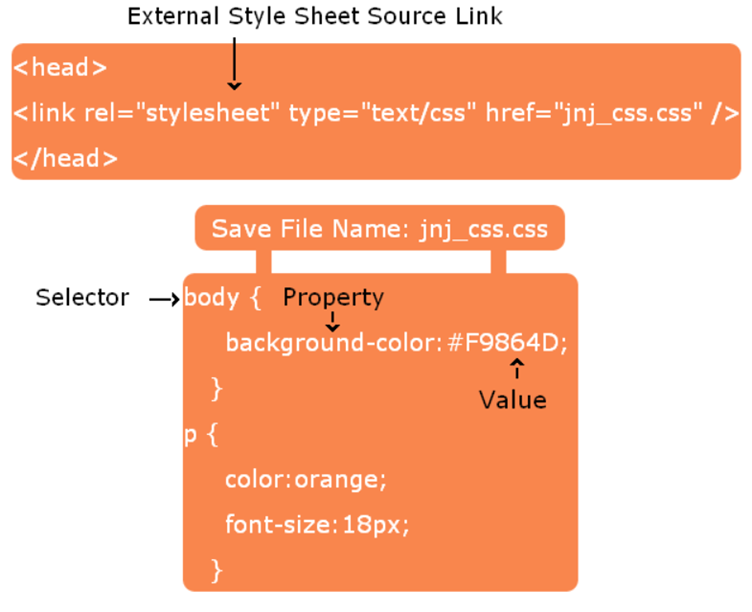 External Style Sheet Source Link
<head>
<link rel="stylesheet" type="text/css" href="jnj_css.css" />
</head>
Save File Name: jnj_css.css
Selector body { Property
background-color:#F9864D;
}
Value
p {
color:orange;
font-size:18px;
}